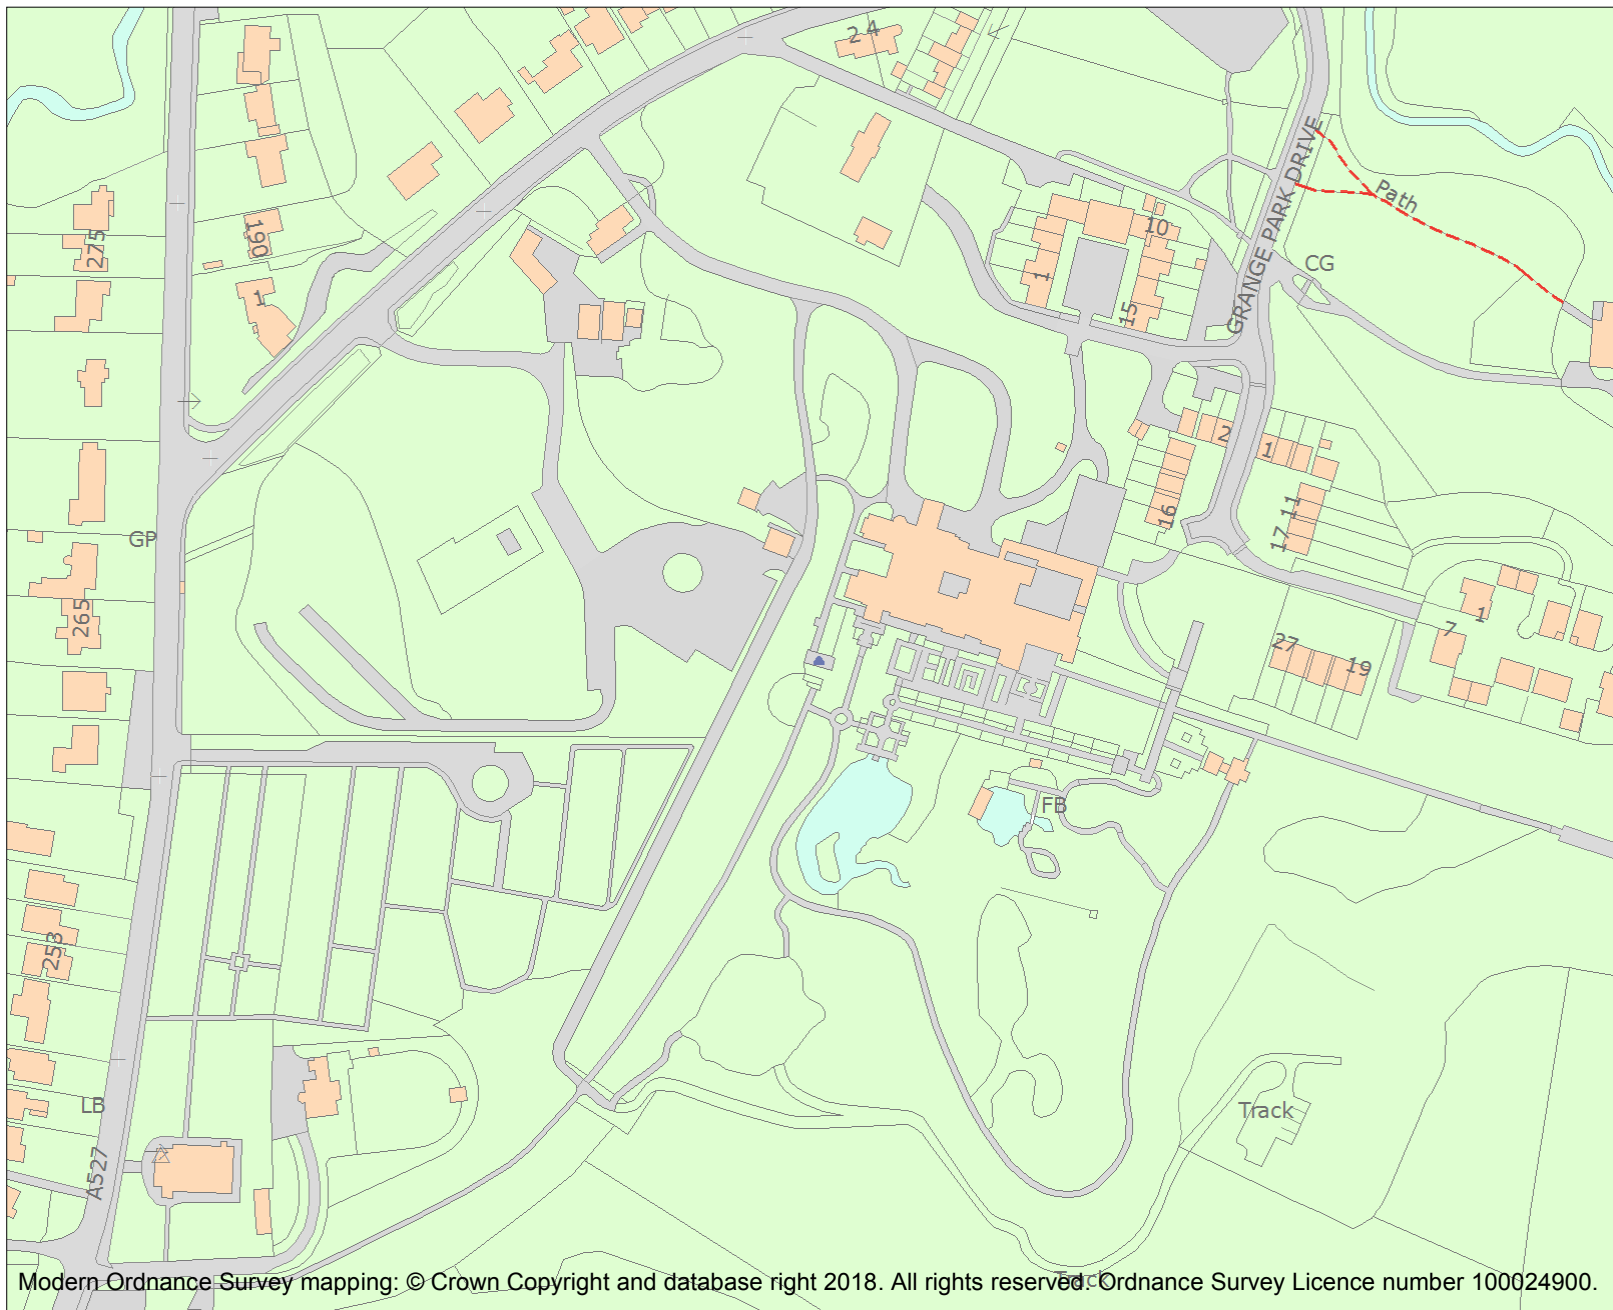 2 4
Path
275
190
10
GRANGE PARK DRIVE
CG
1
1
15
2
1
11
16
17
GP
265
1
7
27
19
FB
253
LB
Track
A527
Track
Modern Ordnance Survey mapping: © Crown Copyright and database right 2018. All rights reserved. Ordnance Survey Licence number 100024900.